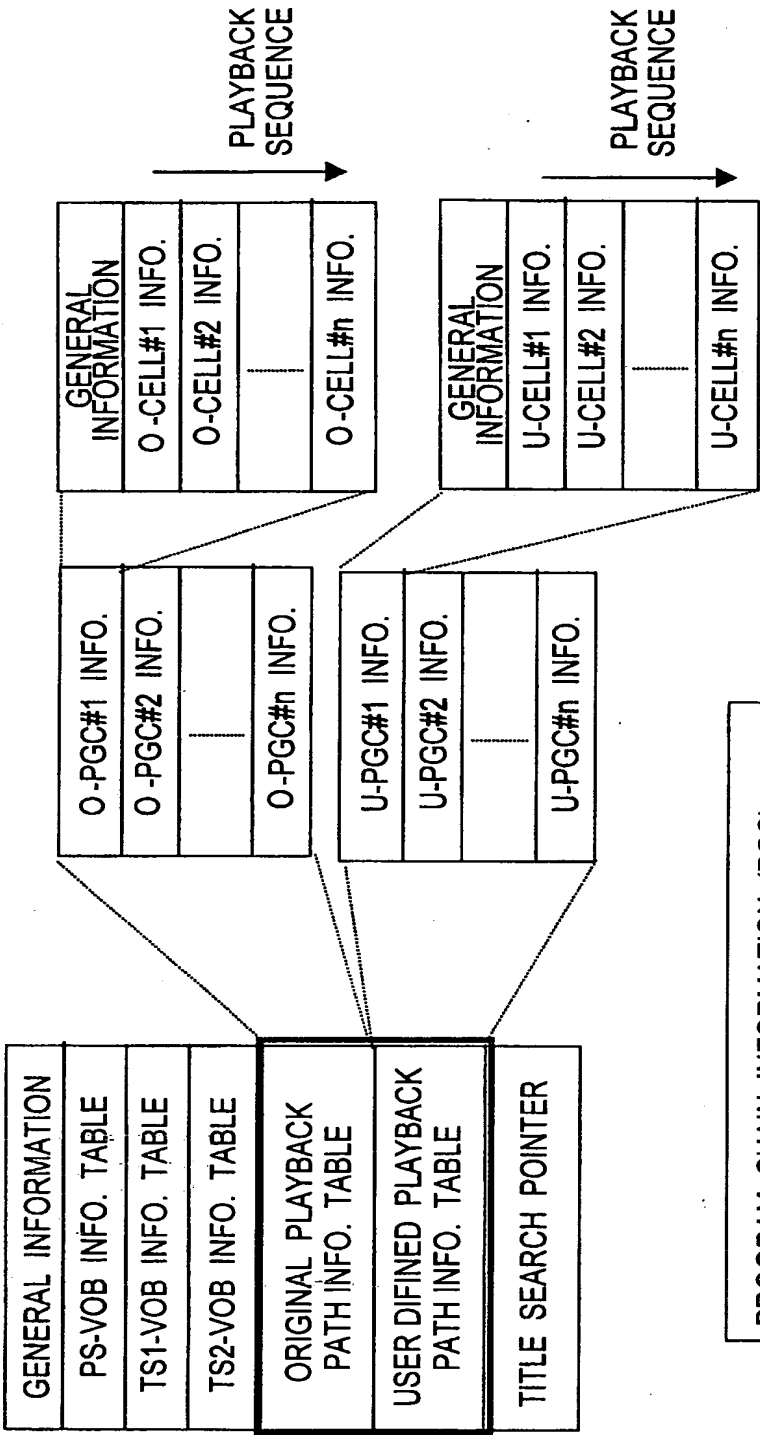 GENERAL INFORMATION
PS-VOB INFO. TABLE
TS1-VOB INFO. TABLE
TS2-VOB INFO. TABLE
ORIGINAL PLAYBACK
PATH INFO. TABLE
USER DIFINED PLAYBACK
PATH INFO. TABLE
TITLE SEARCH POINTER
O-PGC#1 INFO.
O-PGC#2 INFO.
O-PGC#n INFO.
U-PGC#1 INFO.
U-PGC#2 INFO.
U-PGC#n INFO.
GENERAL
INFORMATION
O-CELL#1 INFO.
O-CELL#2 INFO.
O-CELL#n INFO.
PLAYBACK
SEQUENCE
GENERAL
INFORMATION
U-CELL#1 INFO.
U-CELL#2 INFO.
U-CELL#n INFO.
PLAYBACK
SEQUENCE
PROGRAM CHAIN INFORMATION